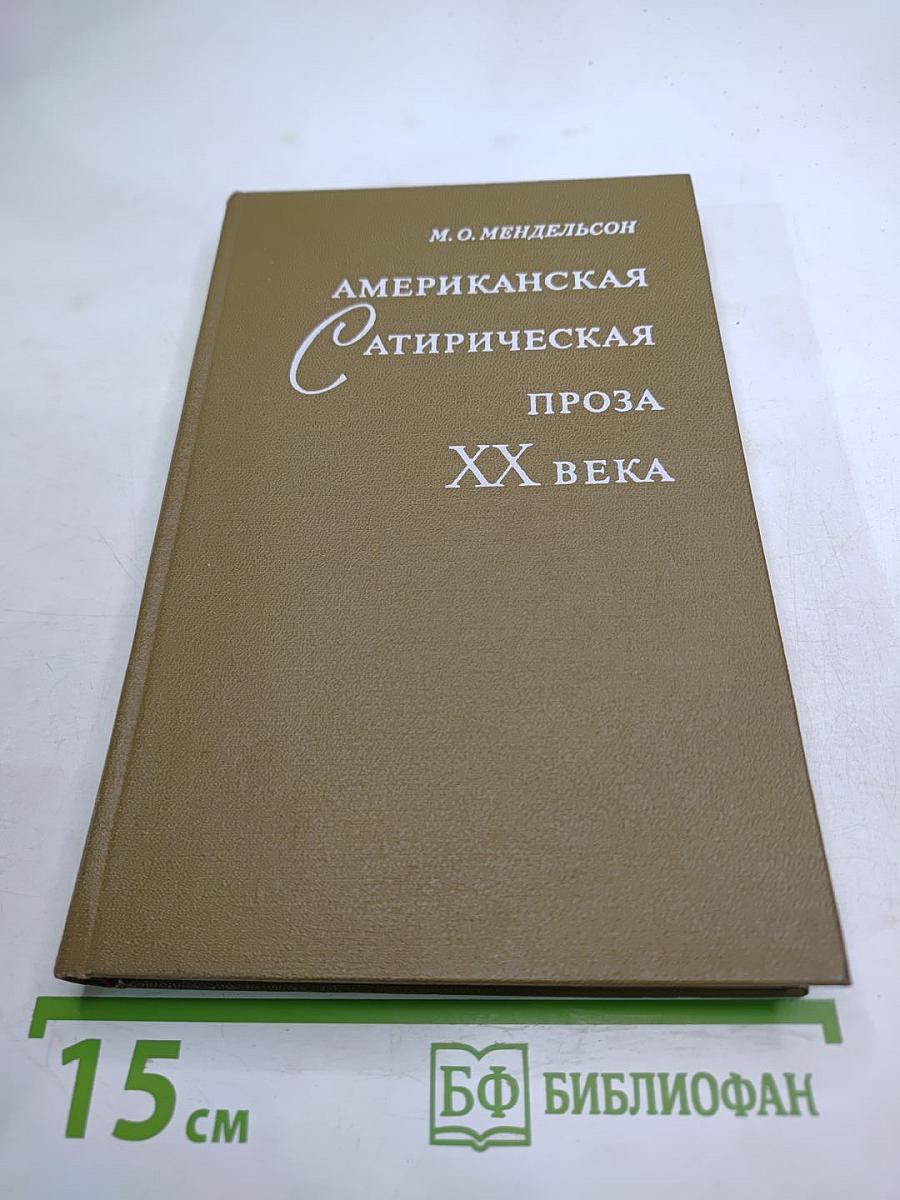 М. О. МЕНДЕЛЬСОН
АМЕРИКАНСКАЯ
САТИРИЧЕСКАЯ
ПРОЗА
XX ВЕКА
15 см
БФ БИБЛИОФАН